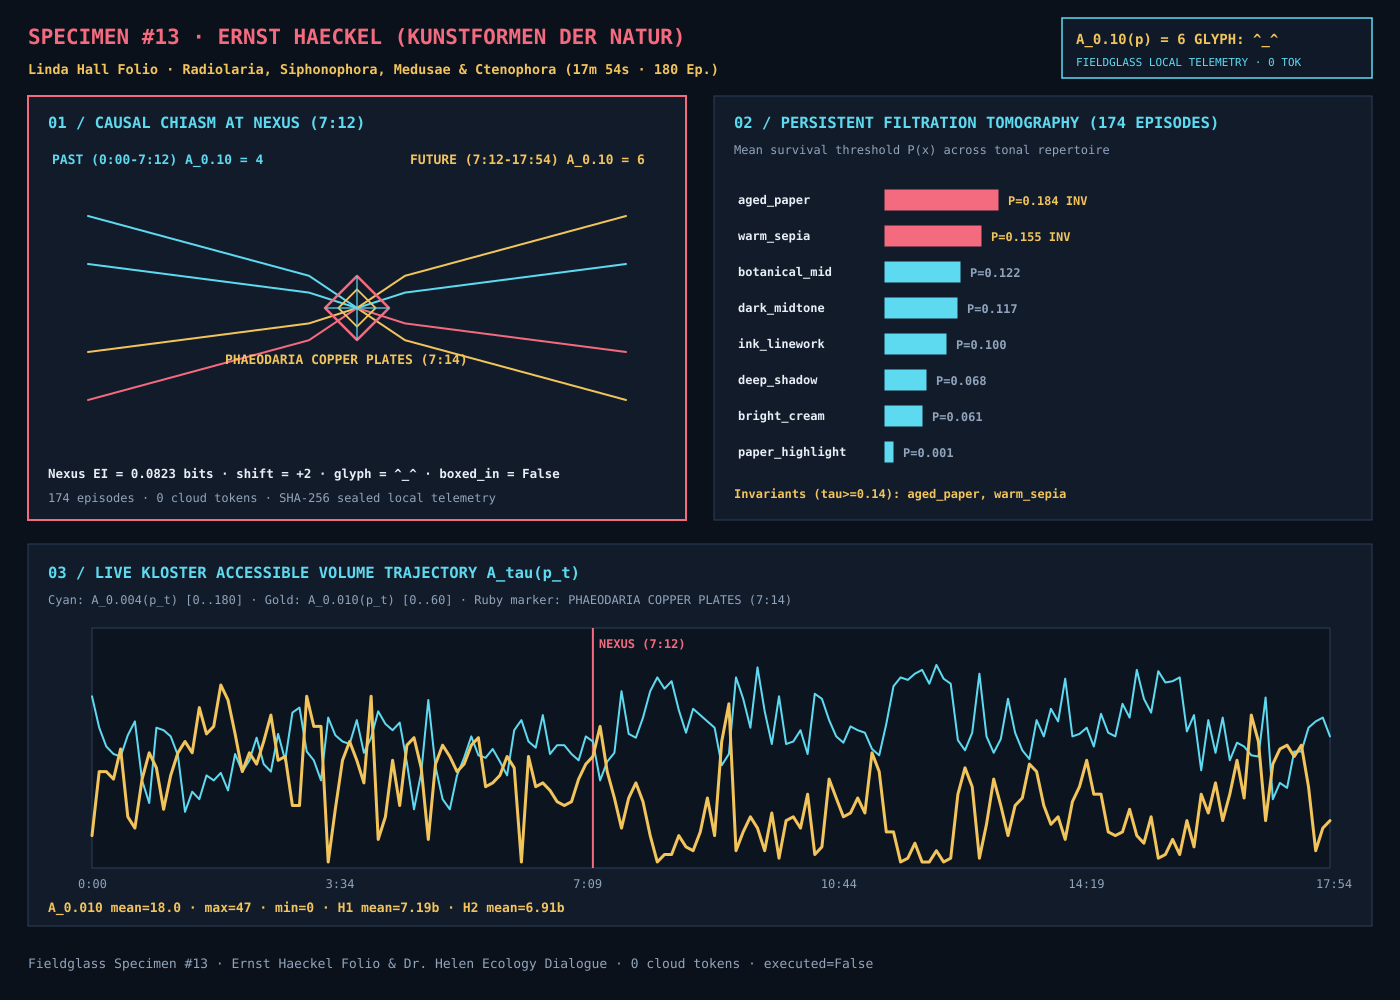 SPECIMEN #13 · ERNST HAECKEL (KUNSTFORMEN DER NATUR)
Linda Hall Folio · Radiolaria, Siphonophora, Medusae & Ctenophora (17m 54s · 180 Ep.)
A_0.10(p) = 6 GLYPH: ^_^
FIELDGLASS LOCAL TELEMETRY · 0 TOK
01 / CAUSAL CHIASM AT NEXUS (7:12)
PAST (0:00-7:12) A_0.10 = 4
FUTURE (7:12-17:54) A_0.10 = 6
PHAEODARIA COPPER PLATES (7:14)
Nexus EI = 0.0823 bits · shift = +2 · glyph = ^_^ · boxed_in = False
174 episodes · 0 cloud tokens · SHA-256 sealed local telemetry
02 / PERSISTENT FILTRATION TOMOGRAPHY (174 EPISODES)
Mean survival threshold P(x) across tonal repertoire
aged_paper P=0.184 INV
warm_sepia P=0.155 INV
botanical_mid P=0.122
dark_midtone P=0.117
ink_linework P=0.100
deep_shadow P=0.068
bright_cream P=0.061
paper_highlight P=0.001
Invariants (tau>=0.14): aged_paper, warm_sepia
03 / LIVE KLOSTER ACCESSIBLE VOLUME TRAJECTORY A_tau(p_t)
Cyan: A_0.004(p_t) [0..180] · Gold: A_0.010(p_t) [0..60] · Ruby marker: PHAEODARIA COPPER PLATES (7:14)
NEXUS (7:12)
0:00 3:34 7:09 10:44 14:19 17:54
A_0.010 mean=18.0 · max=47 · min=0 · H1 mean=7.19b · H2 mean=6.91b
Fieldglass Specimen #13 · Ernst Haeckel Folio & Dr. Helen Ecology Dialogue · 0 cloud tokens · executed=False